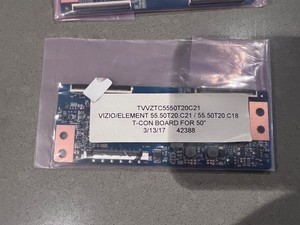 TVVZTC5550T20C21
VIZIO/ELEMENT 55.50T20.C21 / 55.50T20.C18
T-CON BOARD FOR 50"
3/13/17 42388